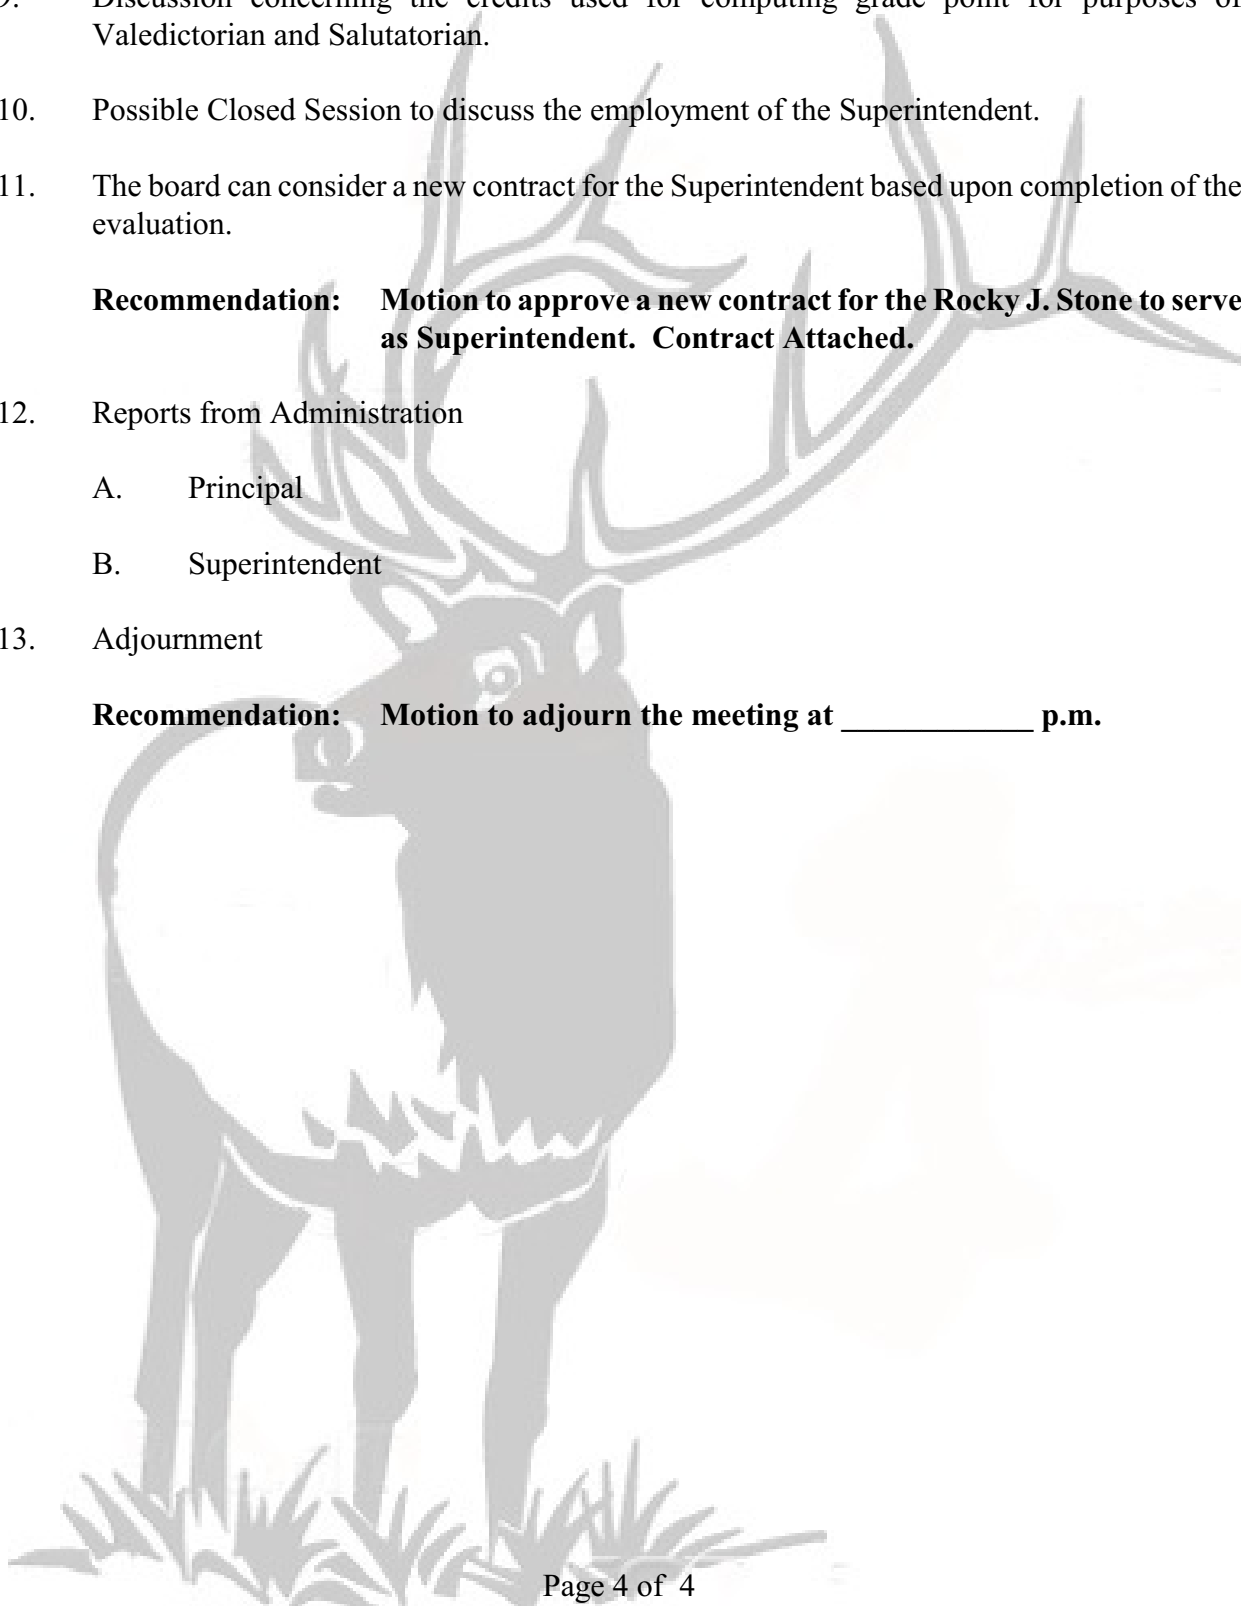 9. Discussion concerning the credits used for computing grade point for purposes of
Valedictorian and Salutatorian.
10. Possible Closed Session to discuss the employment of the Superintendent.
11. The board can consider a new contract for the Superintendent based upon completion of the
evaluation.
Recommendation: Motion to approve a new contract for the Rocky J. Stone to serve
as Superintendent. Contract Attached.
12. Reports from Administration
A. Principal
B. Superintendent
13. Adjournment
Recommendation: Motion to adjourn the meeting at ____________ p.m.
Page 4 of 4